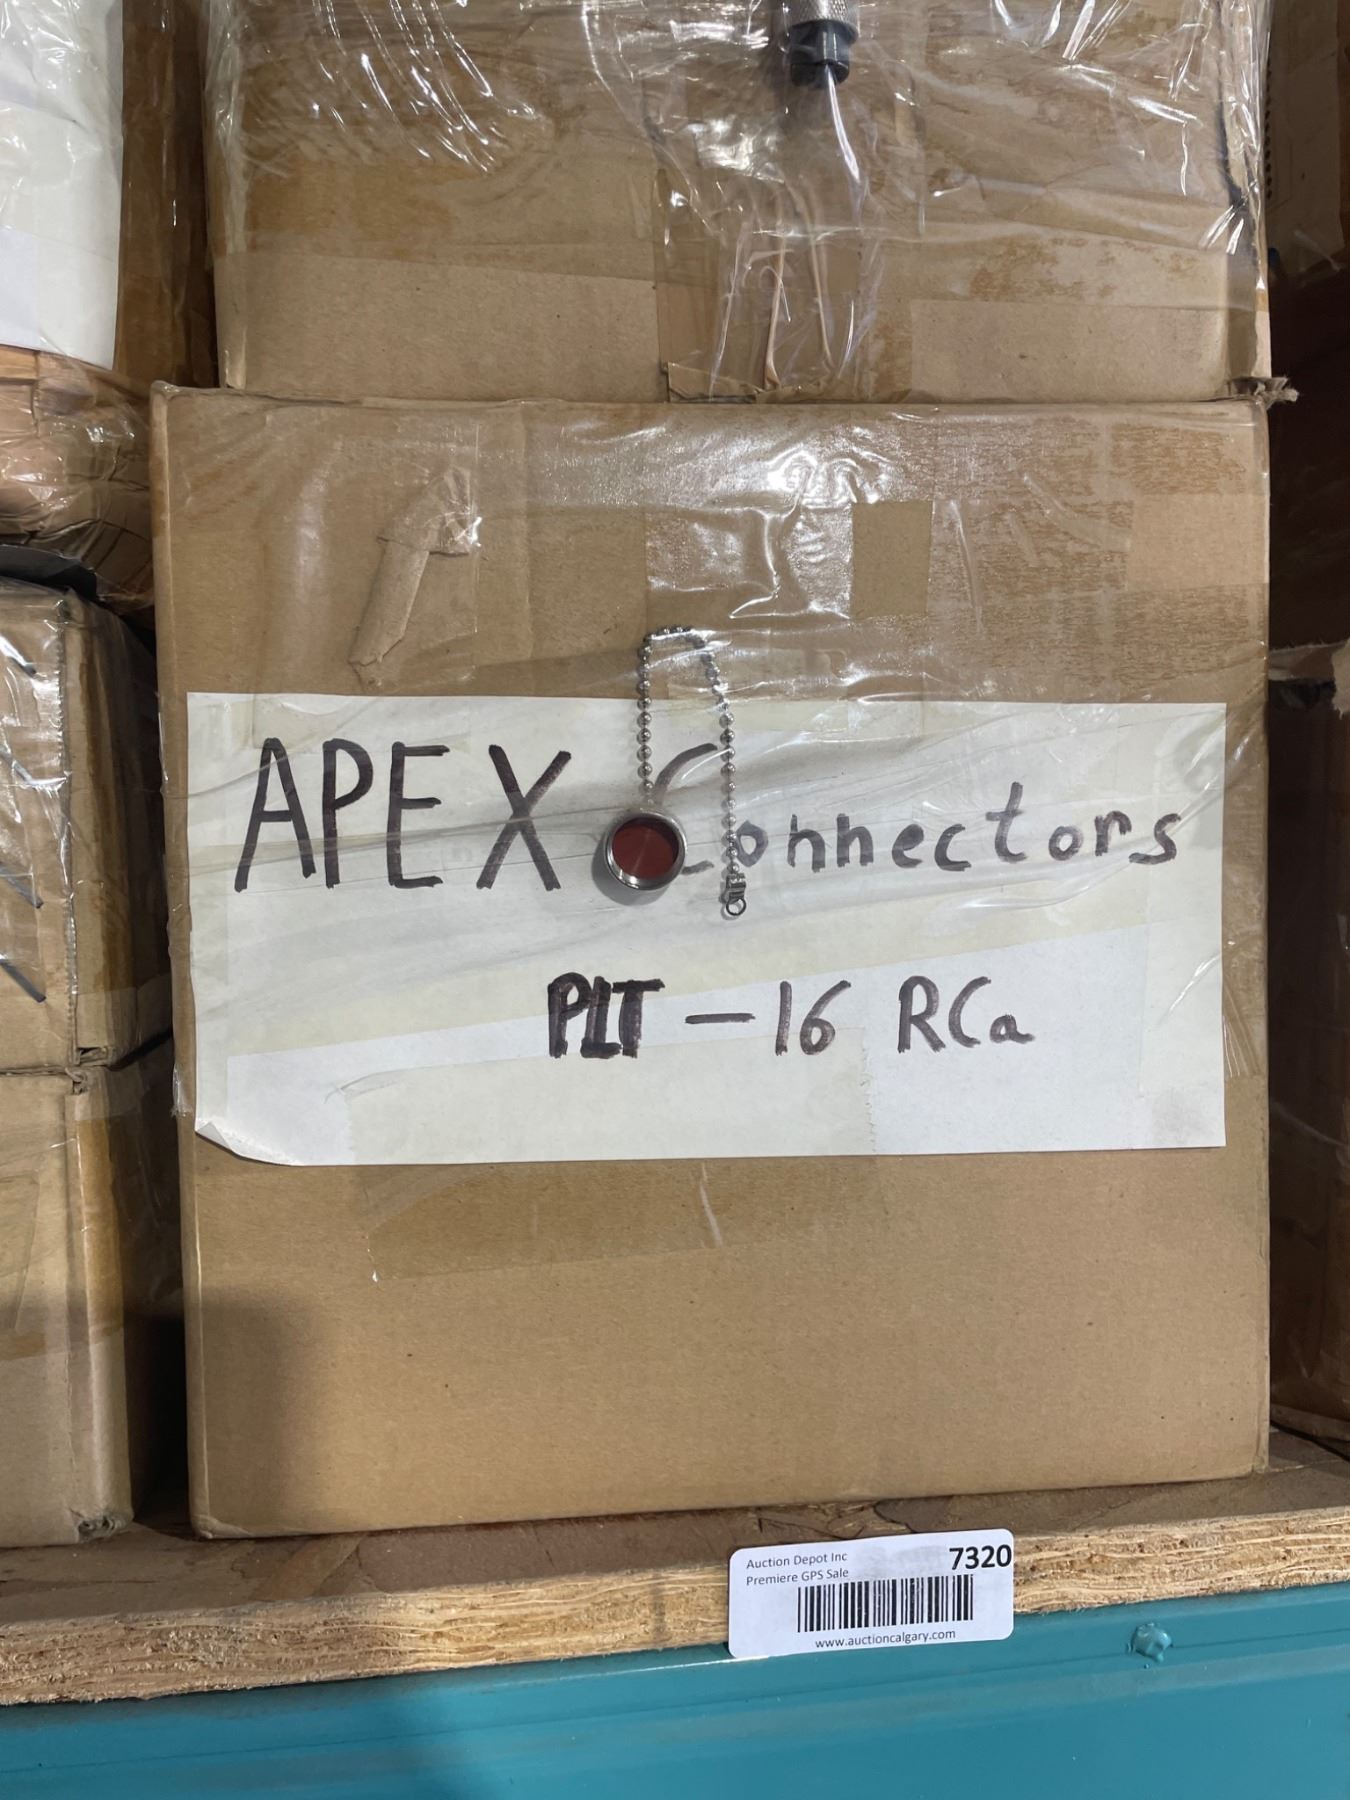 APEX Connectors
PLT - 16 RCa
Auction Depot Inc
7320
Premiere GPS Sale
www.auctioncalgary.com